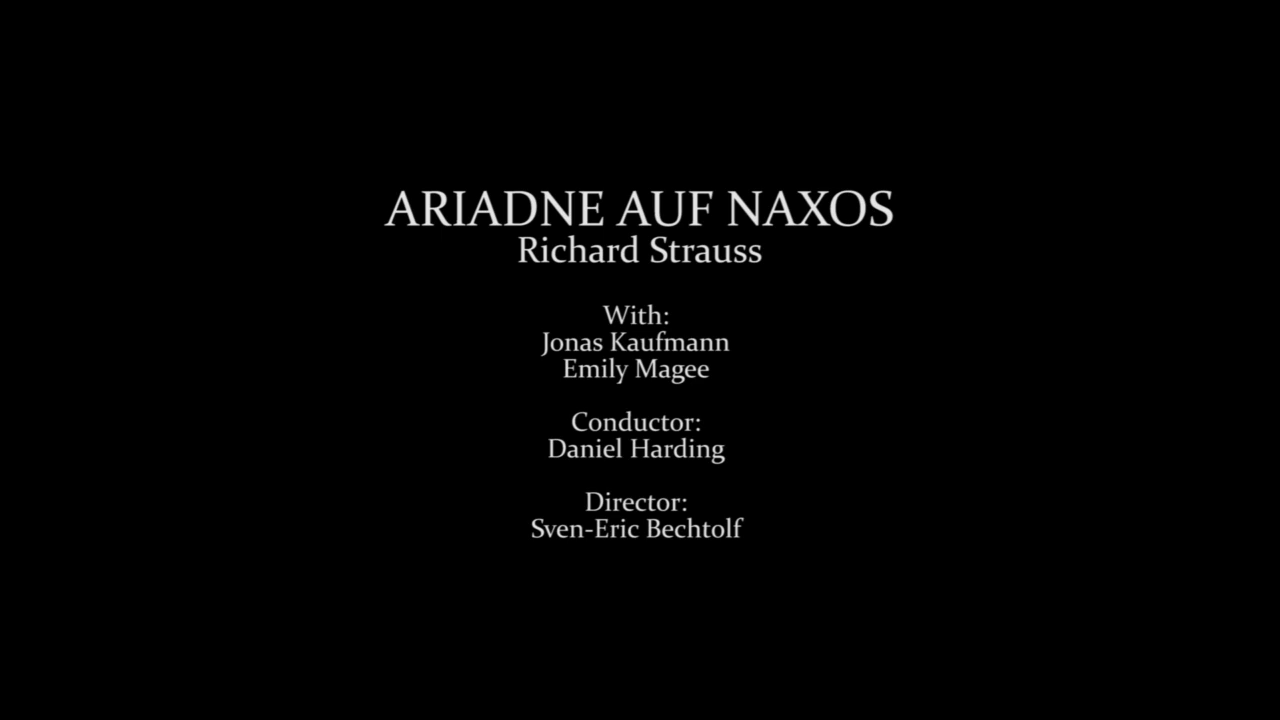 ARIADNE AUF NAXOS
Richard Strauss
With:
Jonas Kaufmann
Emily Magee
Conductor:
Daniel Harding
Director:
Sven-Eric Bechtolf